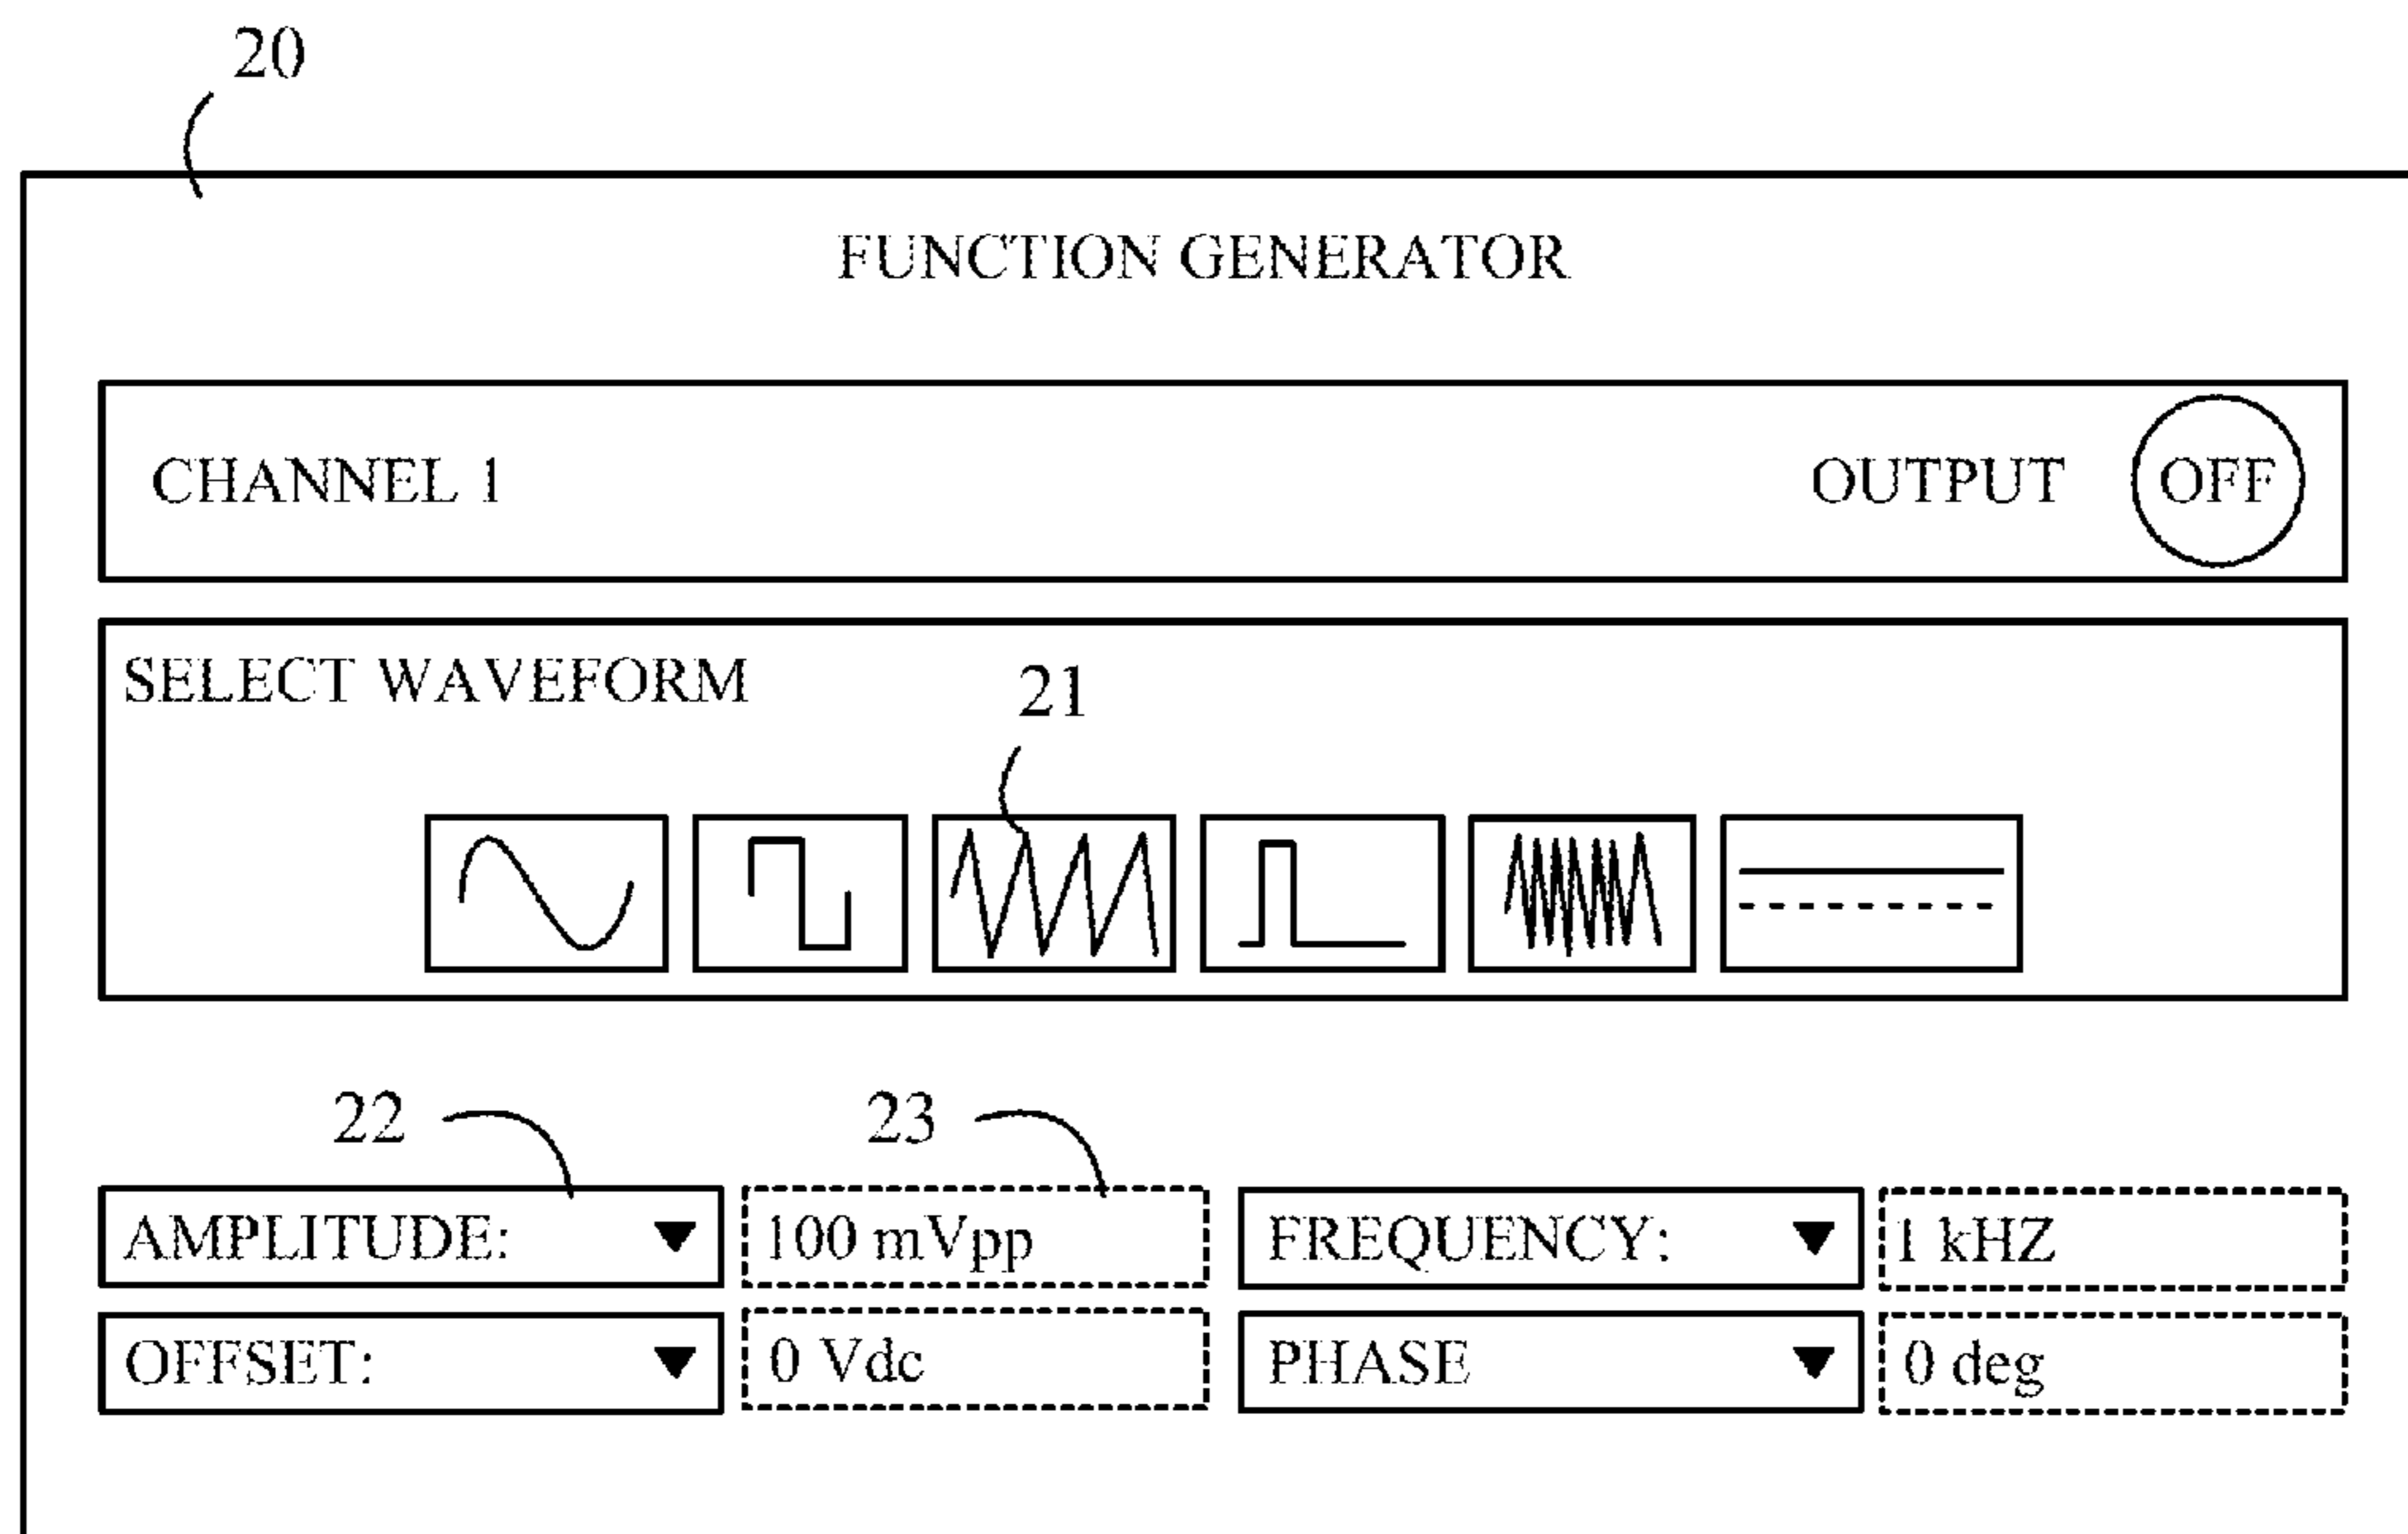 20
FUNCTION GENERATOR
CHANNEL 1 OUTPUT OFF
SELECT WAVEFORM
21
22 23
AMPLITUDE: 100 mVpp FREQUENCY: 1 kHZ
OFFSET: 0 Vdc PHASE 0 deg